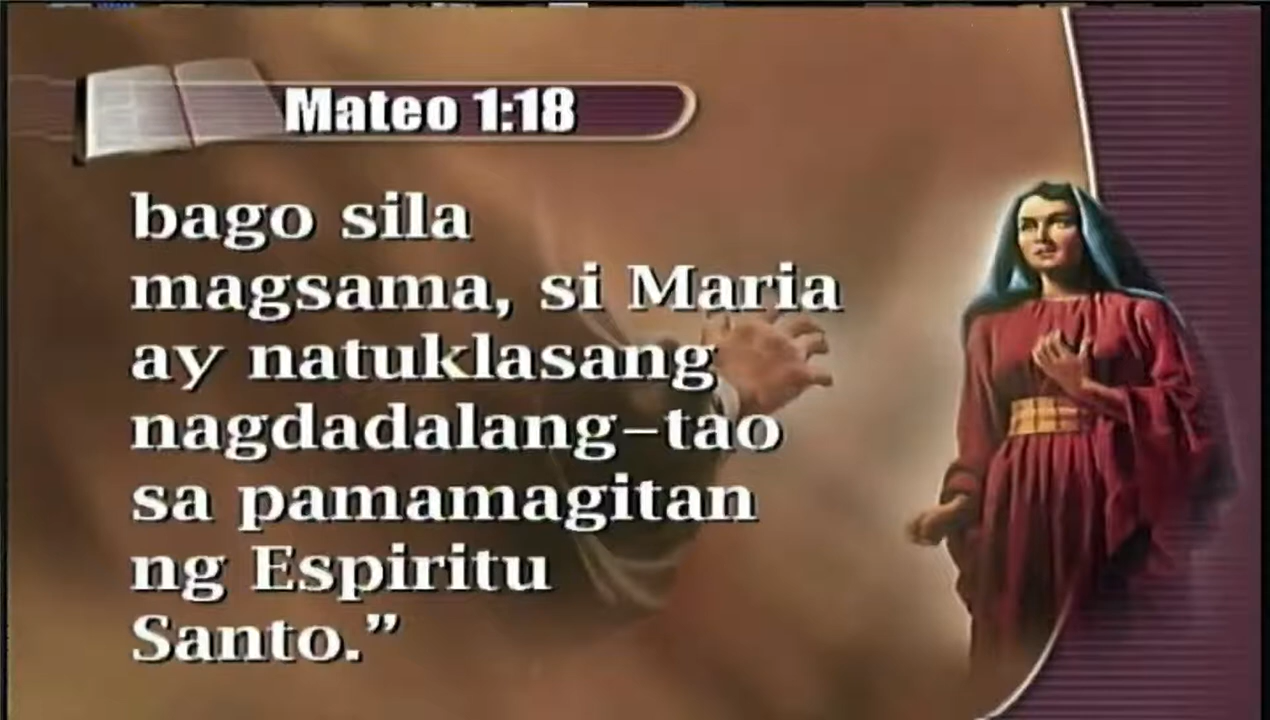 Mateo 1:18
bago sila
magsama, si Maria
ay natuklasang
nagdadalang-tao
sa pamamagitan
ng Espiritu
Santo.”